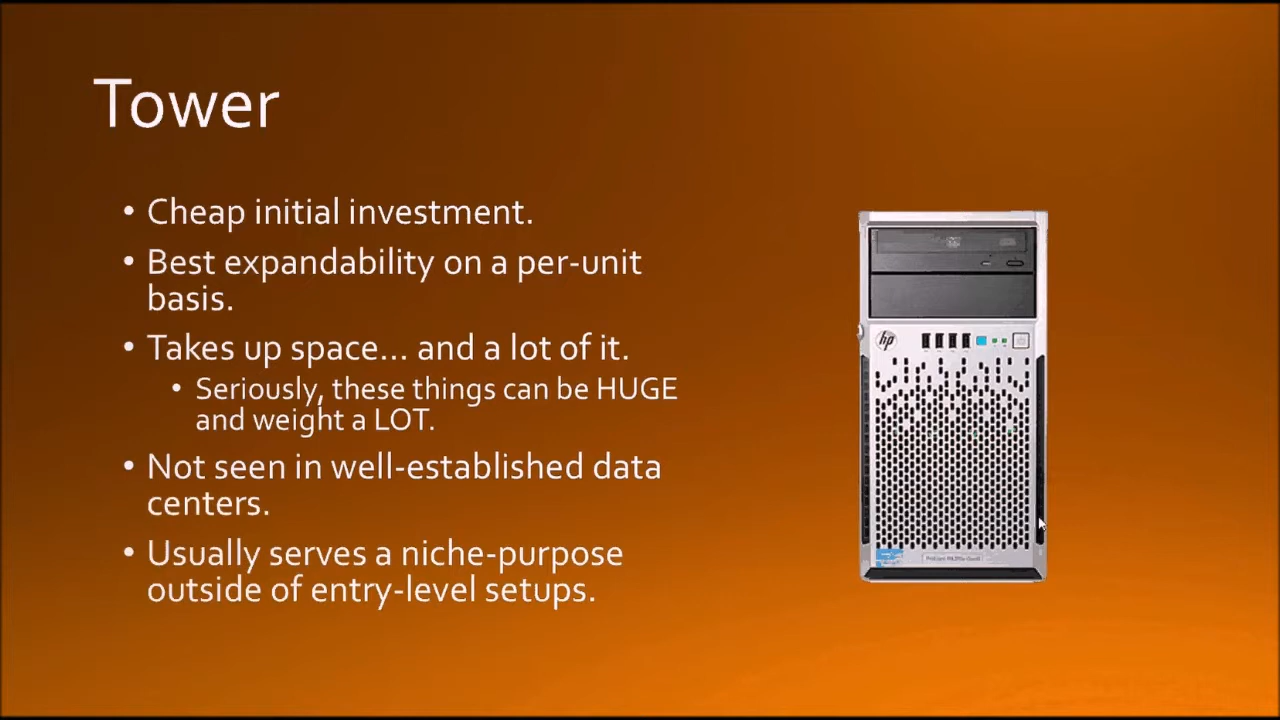 Tower
• Cheap initial investment.
• Best expandability on a per-unit
basis.
• Takes up space... and a lot of it.
• Seriously, these things can be HUGE
and weight a LOT.
• Not seen in well-established data
centers.
• Usually serves a niche-purpose
outside of entry-level setups.
hp